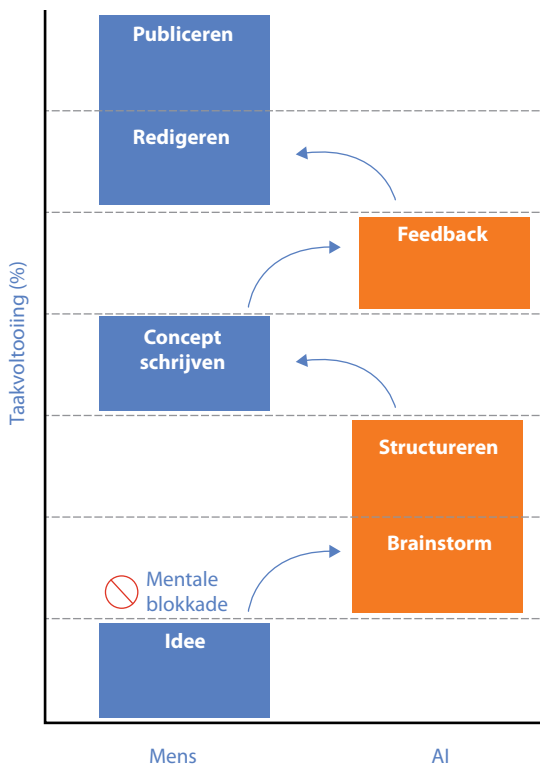 Publiceren
Redigeren
Feedback
Concept
schrijven
Structureren
Brainstorm
Mentale
blokkade
Idee
Taakvoltooiing (%)
Mens
AI